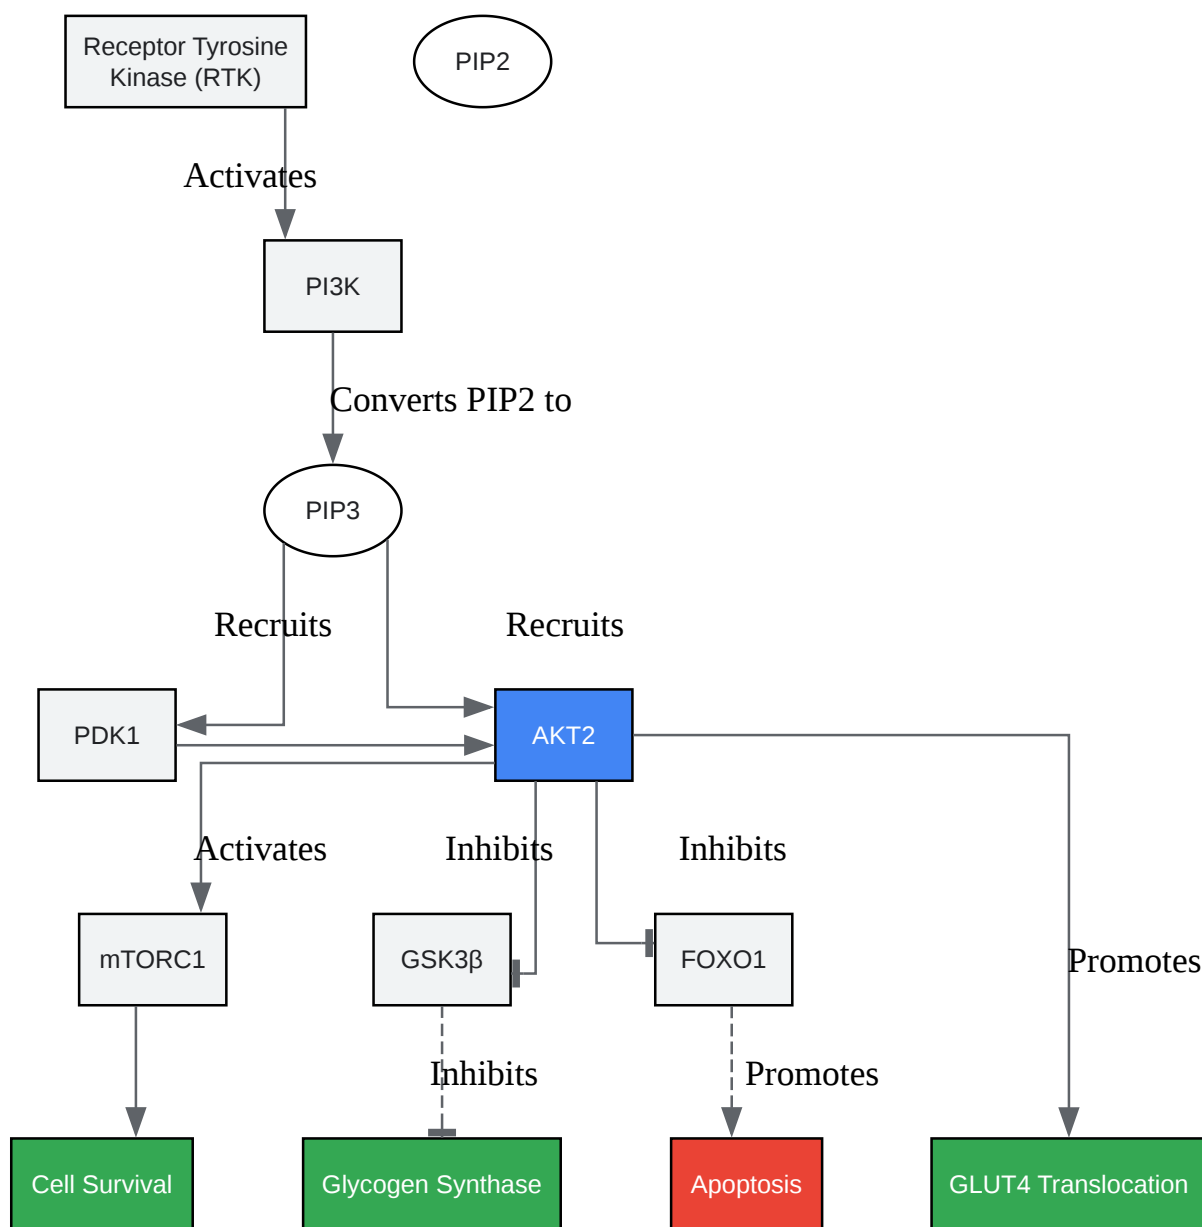 Receptor Tyrosine
Kinase (RTK)
PIP2
Activates
PI3K
Converts PIP2 to
PIP3
Recruits
Recruits
PDK1
AKT2
Activates
Inhibits
Inhibits
mTORC1
GSK3β
FOXO1
Promotes
Inhibits
Promotes
Cell Survival
Glycogen Synthase
Apoptosis
GLUT4 Translocation